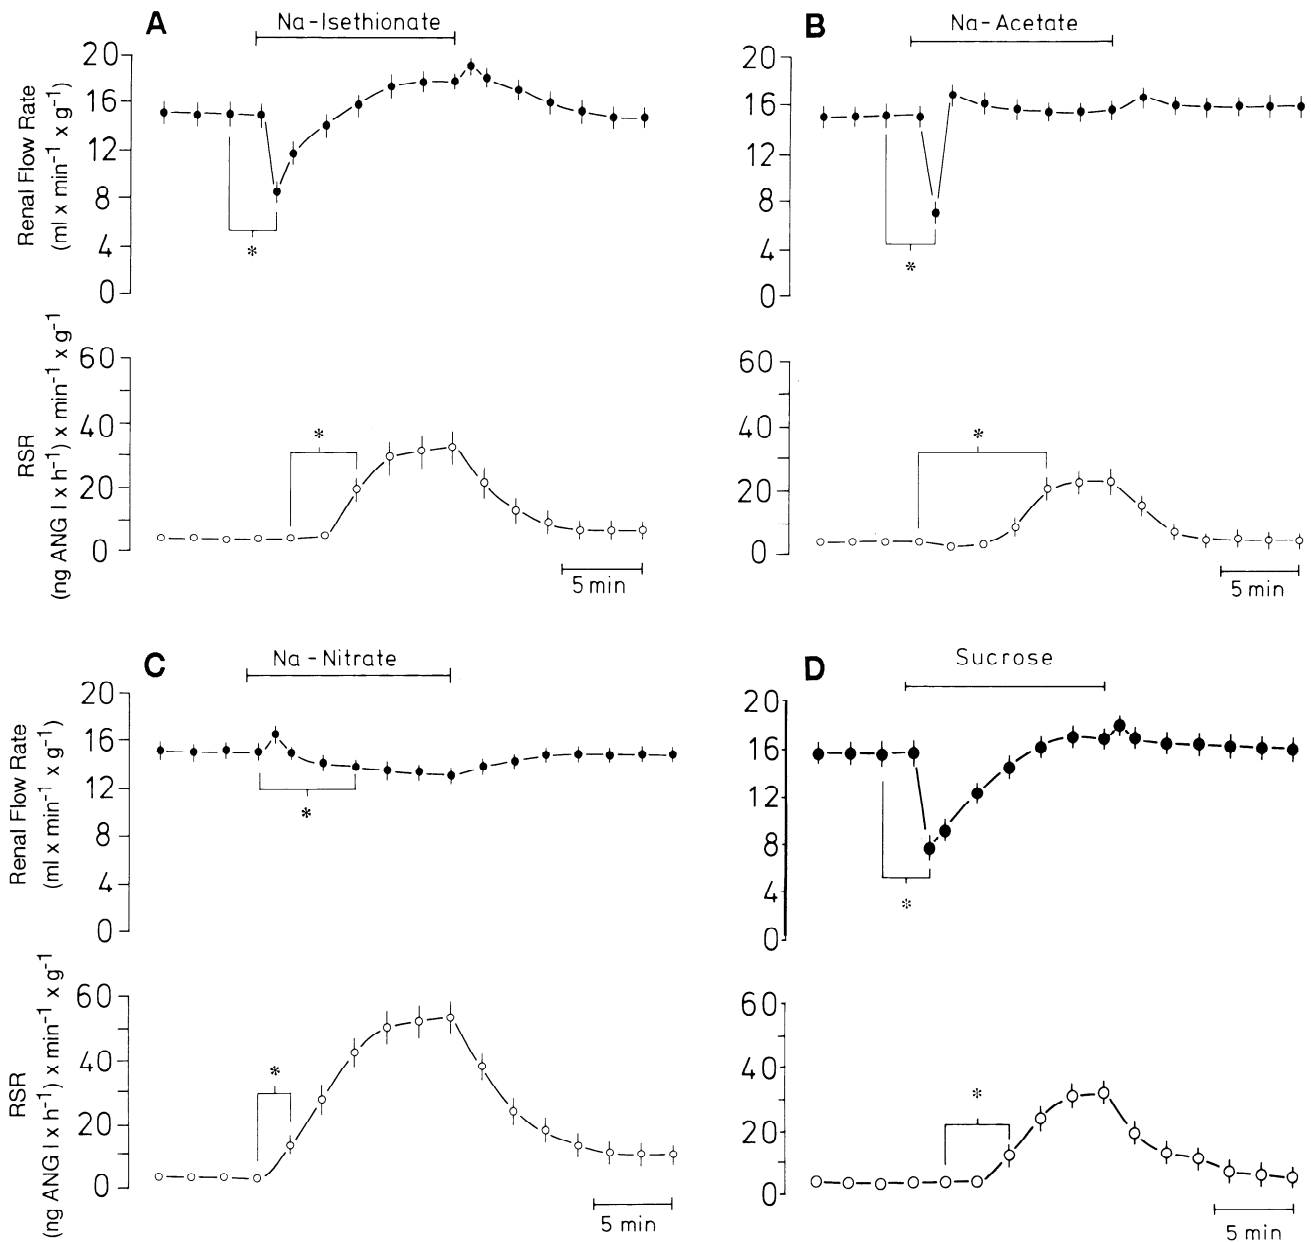 A
Na-Isethionate
Renal Flow Rate
(ml x min⁻¹ x g⁻¹)
20
16
12
8
4
0
*
RSR
(ng ANG I x h⁻¹) x min⁻¹ x g⁻¹
60
40
20
0
*
5 min
B
Na-Acetate
20
16
12
8
4
0
*
60
40
20
0
*
5 min
C
Na-Nitrate
Renal Flow Rate
(ml x min⁻¹ x g⁻¹)
20
16
12
8
4
0
*
RSR
(ng ANG I x h⁻¹) x min⁻¹ x g⁻¹
60
40
20
0
*
5 min
D
Sucrose
20
16
12
8
4
0
*
60
40
20
0
*
5 min